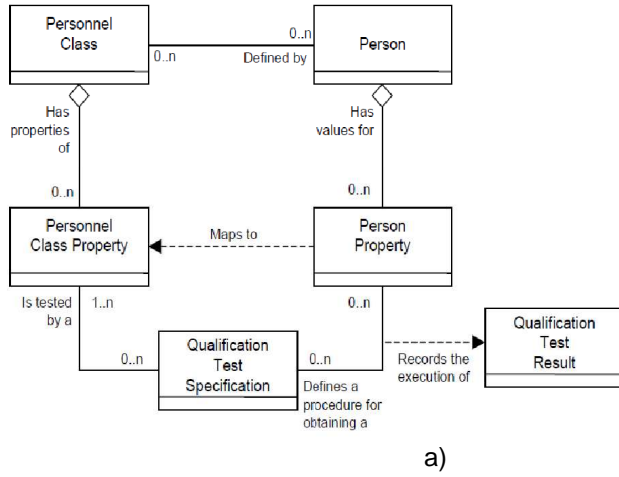 Personnel
Class
0..n
0..n
Defined by
Person
Has
properties
of
0..n
Has
values for
0..n
Personnel
Class Property
Maps to
Person
Property
Is tested
by a
1..n
0..n
0..n
Qualification
Test
Specification
0..n
Defines a
procedure for
obtaining a
Records the
execution of
Qualification
Test
Result
a)